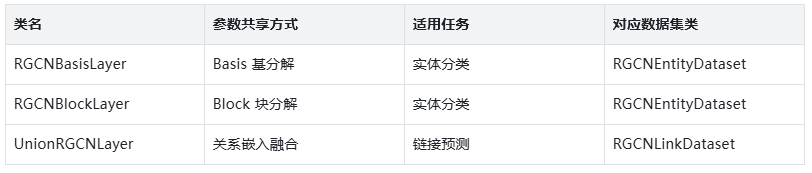 类名 参数共享方式 适用任务 对应数据集类
RGCNBasisLayer Basis 基分解 实体分类 RGCNEntityDataset
RGCNBlockLayer Block 块分解 实体分类 RGCNEntityDataset
UnionRGCNLayer 关系嵌入融合 链接预测 RGCNLinkDataset